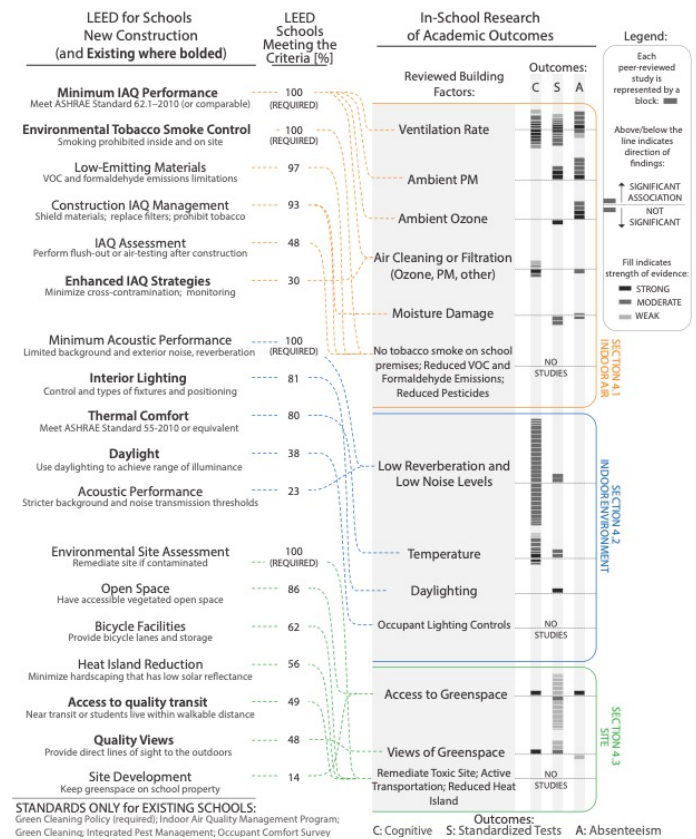 LEED for Schools
New Construction
(and Existing where bolded)
LEED
Schools
Meeting the
Criteria [%]
In-School Research
of Academic Outcomes
Reviewed Building
Factors:
Outcomes:
C S A
Legend:
Each
peer-reviewed
study is
represented by a
block:
Above/below the
line indicates
direction of
findings:
SIGNIFICANT
ASSOCIATION
NOT
SIGNIFICANT
Fill indicates
strength of evidence:
STRONG
MODERATE
WEAK
Minimum IAQ Performance
Meet ASHRAE Standard 62.1–2010 (or comparable)
100
(REQUIRED)
Environmental Tobacco Smoke Control
Smoking prohibited inside and on site
100
(REQUIRED)
Low-Emitting Materials
VOC and formaldehyde emissions limitations
97
Construction IAQ Management
Shield materials; replace filters; prohibit tobacco
93
IAQ Assessment
Perform flush-out or air-testing after construction
48
Enhanced IAQ Strategies
Minimize cross-contamination; monitoring
30
Minimum Acoustic Performance
Limited background and exterior noise, reverberation
100
(REQUIRED)
Interior Lighting
Control and types of fixtures and positioning
81
Thermal Comfort
Meet ASHRAE Standard 55-2010 or equivalent
80
Daylight
Use daylighting to achieve range of illuminance
38
Acoustic Performance
Stricter background and noise transmission thresholds
23
Environmental Site Assessment
Remediate site if contaminated
100
(REQUIRED)
Open Space
Have accessible vegetated open space
86
Bicycle Facilities
Provide bicycle lanes and storage
62
Heat Island Reduction
Minimize hardscaping that has low solar reflectance
56
Access to quality transit
Near transit or students live within walkable distance
49
Quality Views
Provide direct lines of sight to the outdoors
48
Site Development
Keep greenspace on school property
14
Ventilation Rate
Ambient PM
Ambient Ozone
Air Cleaning or Filtration
(Ozone, PM, other)
Moisture Damage
No tobacco smoke on school
premises; Reduced VOC and
Formaldehyde Emissions;
Reduced Pesticides
NO
STUDIES
SECTION 4.1
INDOOR AIR
Low Reverberation and
Low Noise Levels
Temperature
Daylighting
Occupant Lighting Controls
NO
STUDIES
SECTION 4.2
INDOOR ENVIRONMENT
Access to Greenspace
Views of Greenspace
Remediate Toxic Site; Active
Transportation; Reduced Heat
Island
NO
STUDIES
SECTION 4.3
SITE
STANDARDS ONLY for EXISTING SCHOOLS:
Green Cleaning Policy (required); Indoor Air Quality Management Program;
Green Cleaning; Integrated Pest Management; Occupant Comfort Survey
Outcomes:
C: Cognitive S: Standardized Tests A: Absenteeism